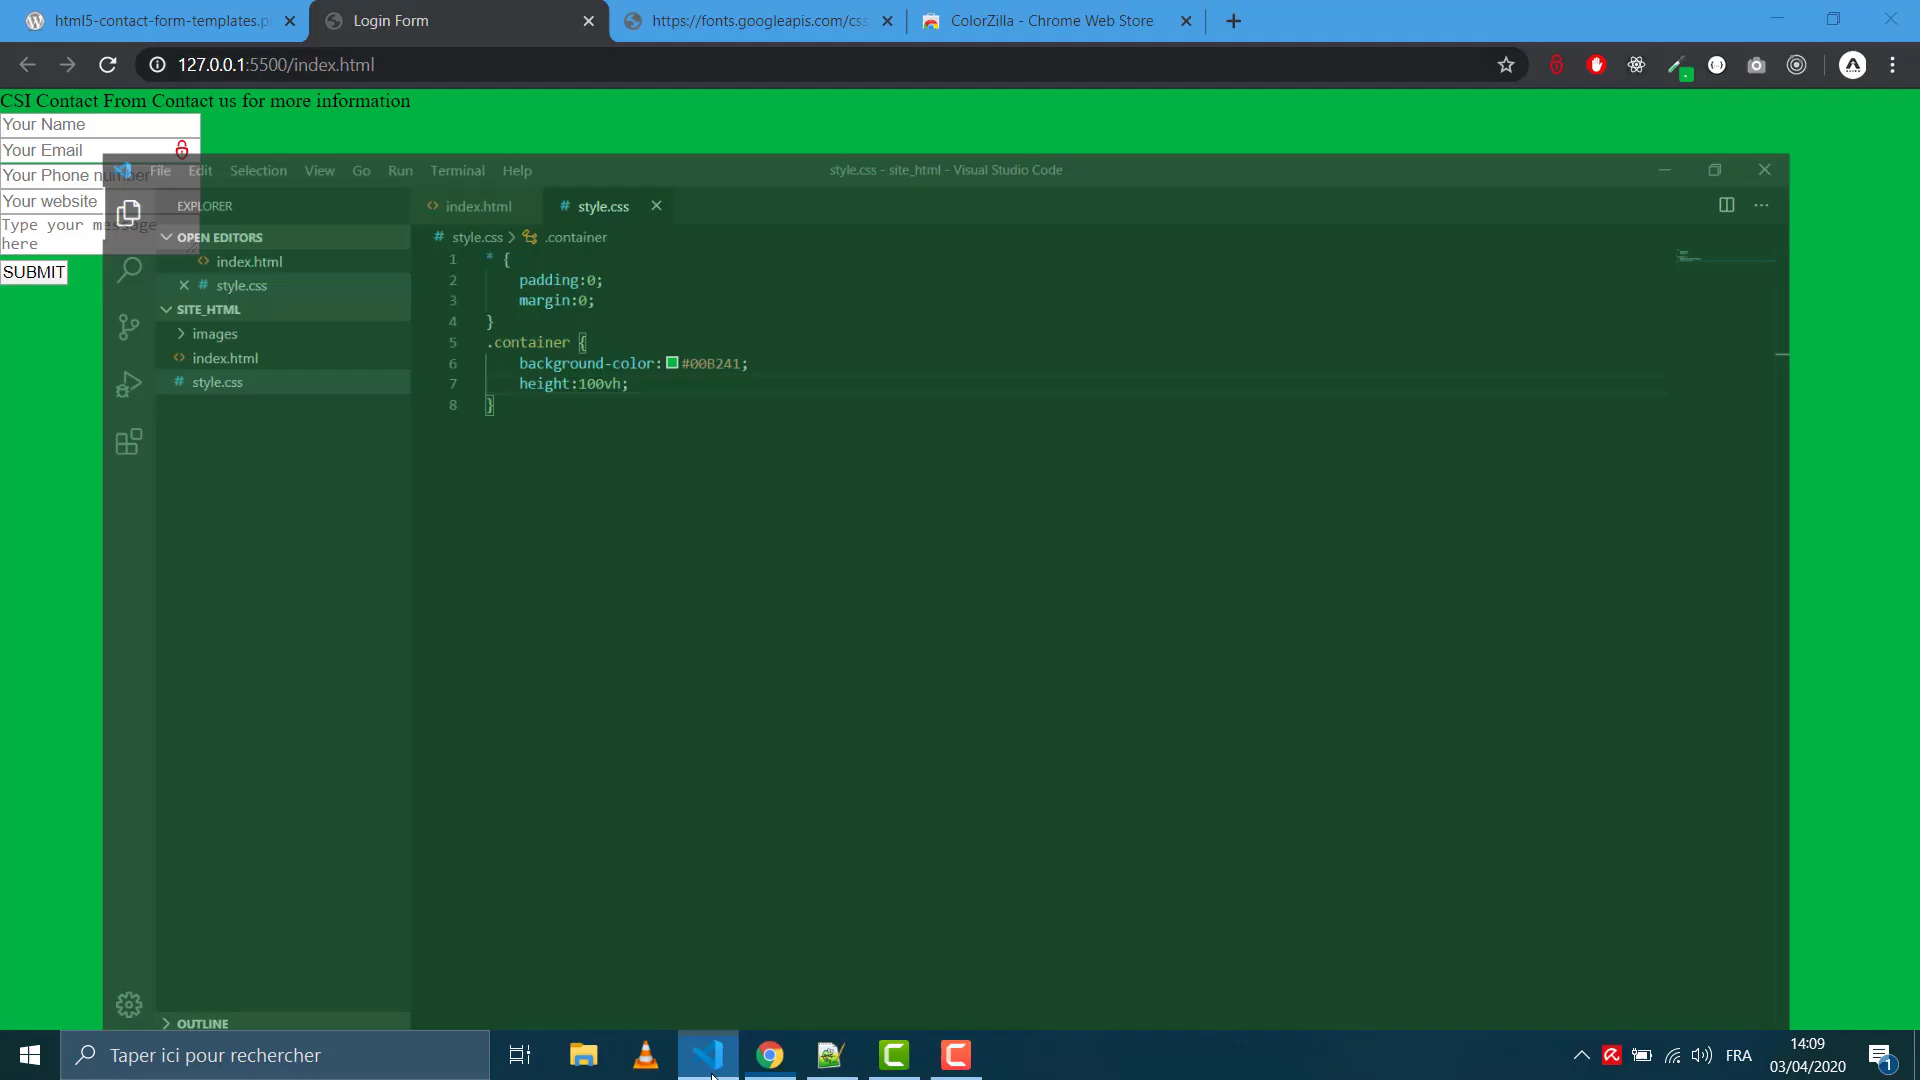 html5-contact-form-templates.p
Login Form
https://fonts.googleapis.com/css
ColorZilla - Chrome Web Store
127.0.0.1:5500/index.html
CSI Contact From Contact us for more information
Your Name
Your Email
Your Phone number
Your website
Type your message
here
SUBMIT
File Edit Selection View Go Run Terminal Help
style.css - site_html - Visual Studio Code
EXPLORER
OPEN EDITORS
index.html
style.css
SITE_HTML
images
index.html
style.css
OUTLINE
index.html
# style.css
# style.css > .container
1 * {
2 padding:0;
3 margin:0;
4 }
5 .container {
6 background-color: #00B241;
7 height:100vh;
8 }
Taper ici pour rechercher
FRA
14:09
03/04/2020
1